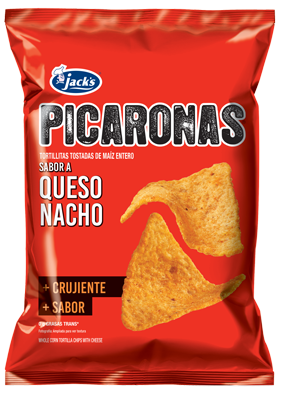 jack's
PICARONAS
TORTILLITAS TOSTADAS DE MAÍZ ENTERO
SABOR A
QUESO
NACHO
+ CRUJIENTE
+ SABOR
0% GRASAS TRANS*
WHOLE CORN TORTILLA CHIPS WITH CHEESE